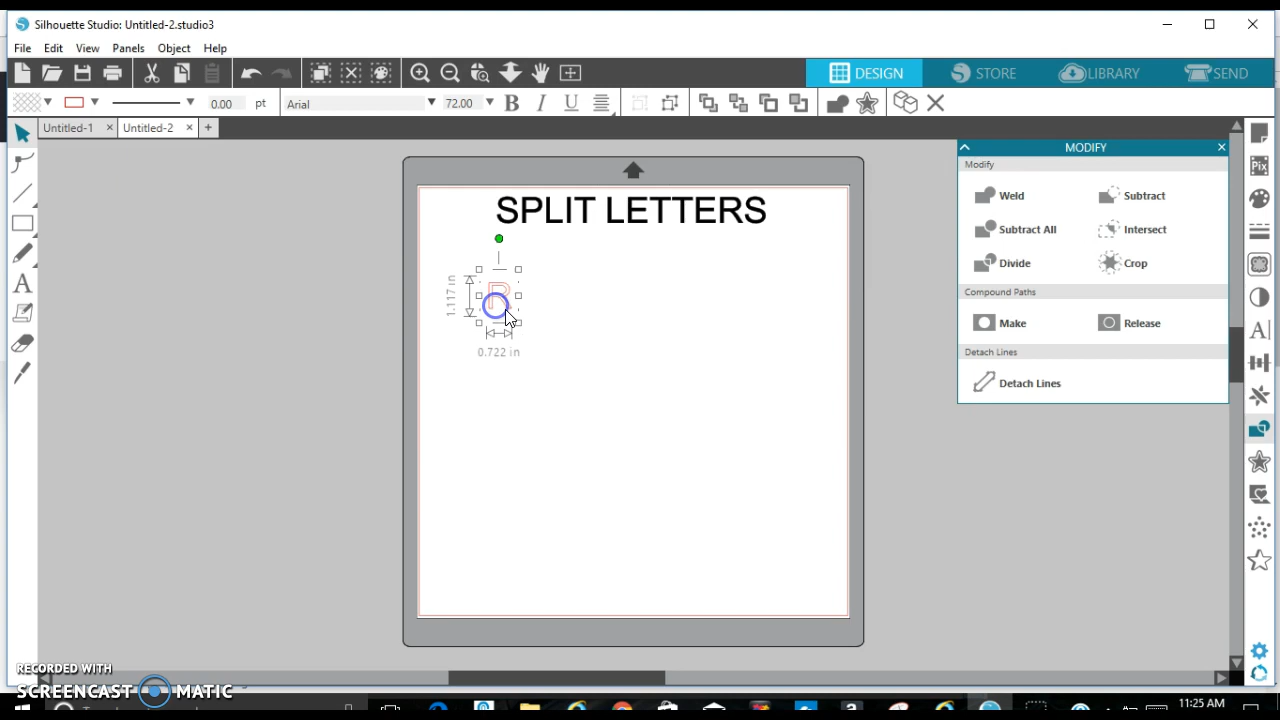 Silhouette Studio: Untitled-2.studio3
File Edit View Panels Object Help
DESIGN STORE LIBRARY SEND
0.00 pt Arial 72.00 B I U
Untitled-1 × Untitled-2 × +
MODIFY
Modify
Weld Subtract
Subtract All Intersect
Divide Crop
Compound Paths
Make Release
Detach Lines
Detach Lines
SPLIT LETTERS
R
1.117 in
0.722 in
Pix
A
RECORDED WITH
SCREENCAST MATIC
11:25 AM